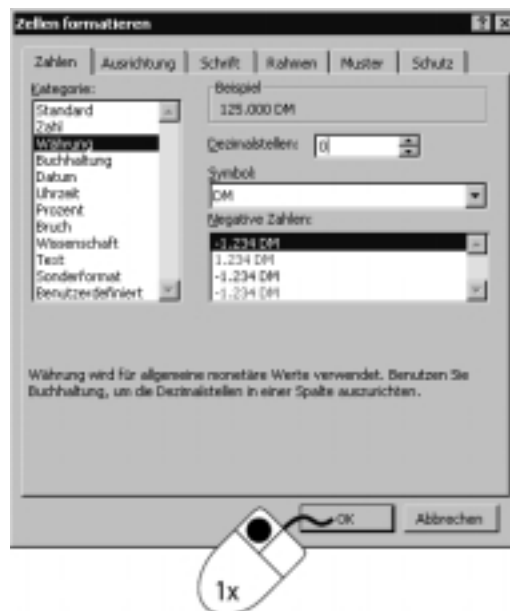 Zellen formatieren
Zahlen Ausrichtung Schrift Rahmen Muster Schutz
Kategorie:
Standard
Zahl
Währung
Buchhaltung
Datum
Uhrzeit
Prozent
Bruch
Wissenschaft
Text
Sonderformat
Benutzerdefiniert
Beispiel
125.000 DM
Dezimalstellen: 0
Symbol:
DM
Negative Zahlen:
-1.234 DM
1.234 DM
-1.234 DM
-1.234 DM
Währung wird für allgemeine monetäre Werte verwendet. Benutzen Sie
Buchhaltung, um die Dezimalstellen in einer Spalte auszurichten.
OK Abbrechen
1x